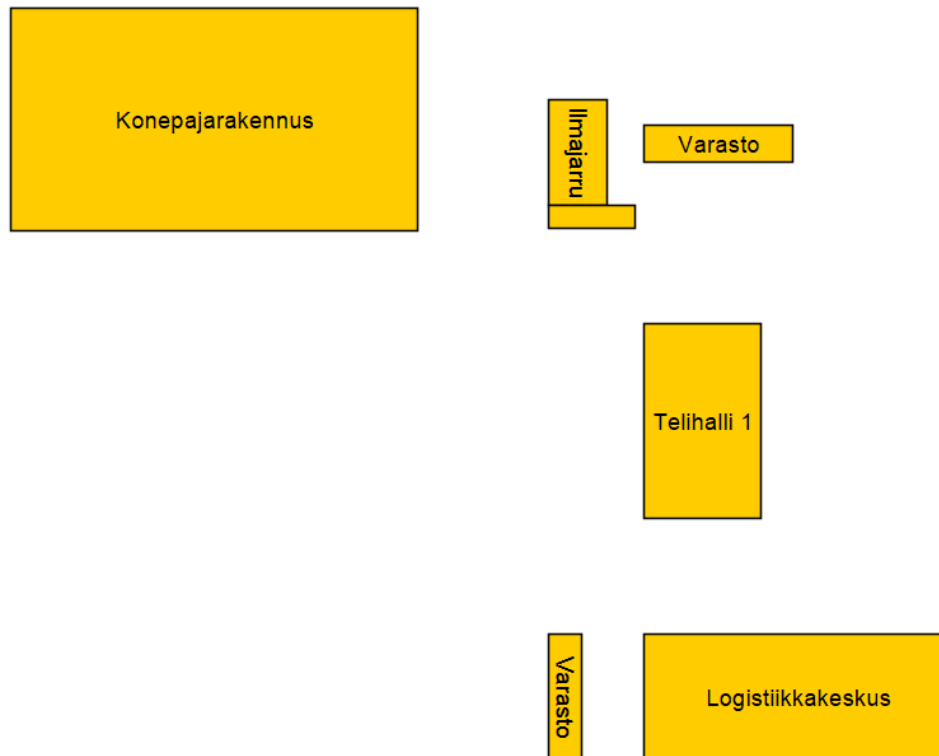 Konepajarakennus
Ilmajarru
Varasto
Telihalli 1
Varasto
Logistiikkakeskus